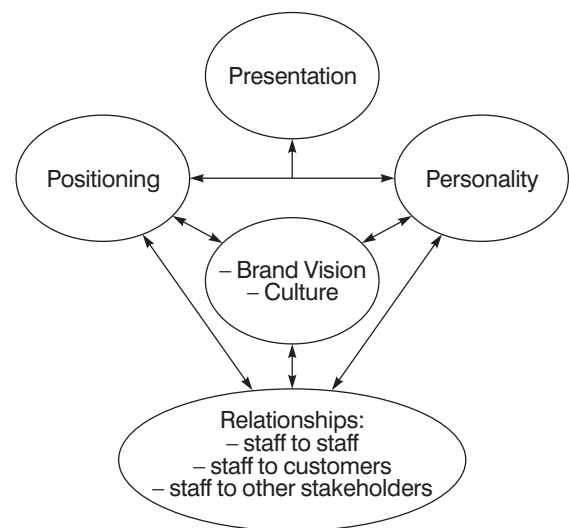 Presentation
Positioning
Personality
– Brand Vision
– Culture
Relationships:
– staff to staff
– staff to customers
– staff to other stakeholders